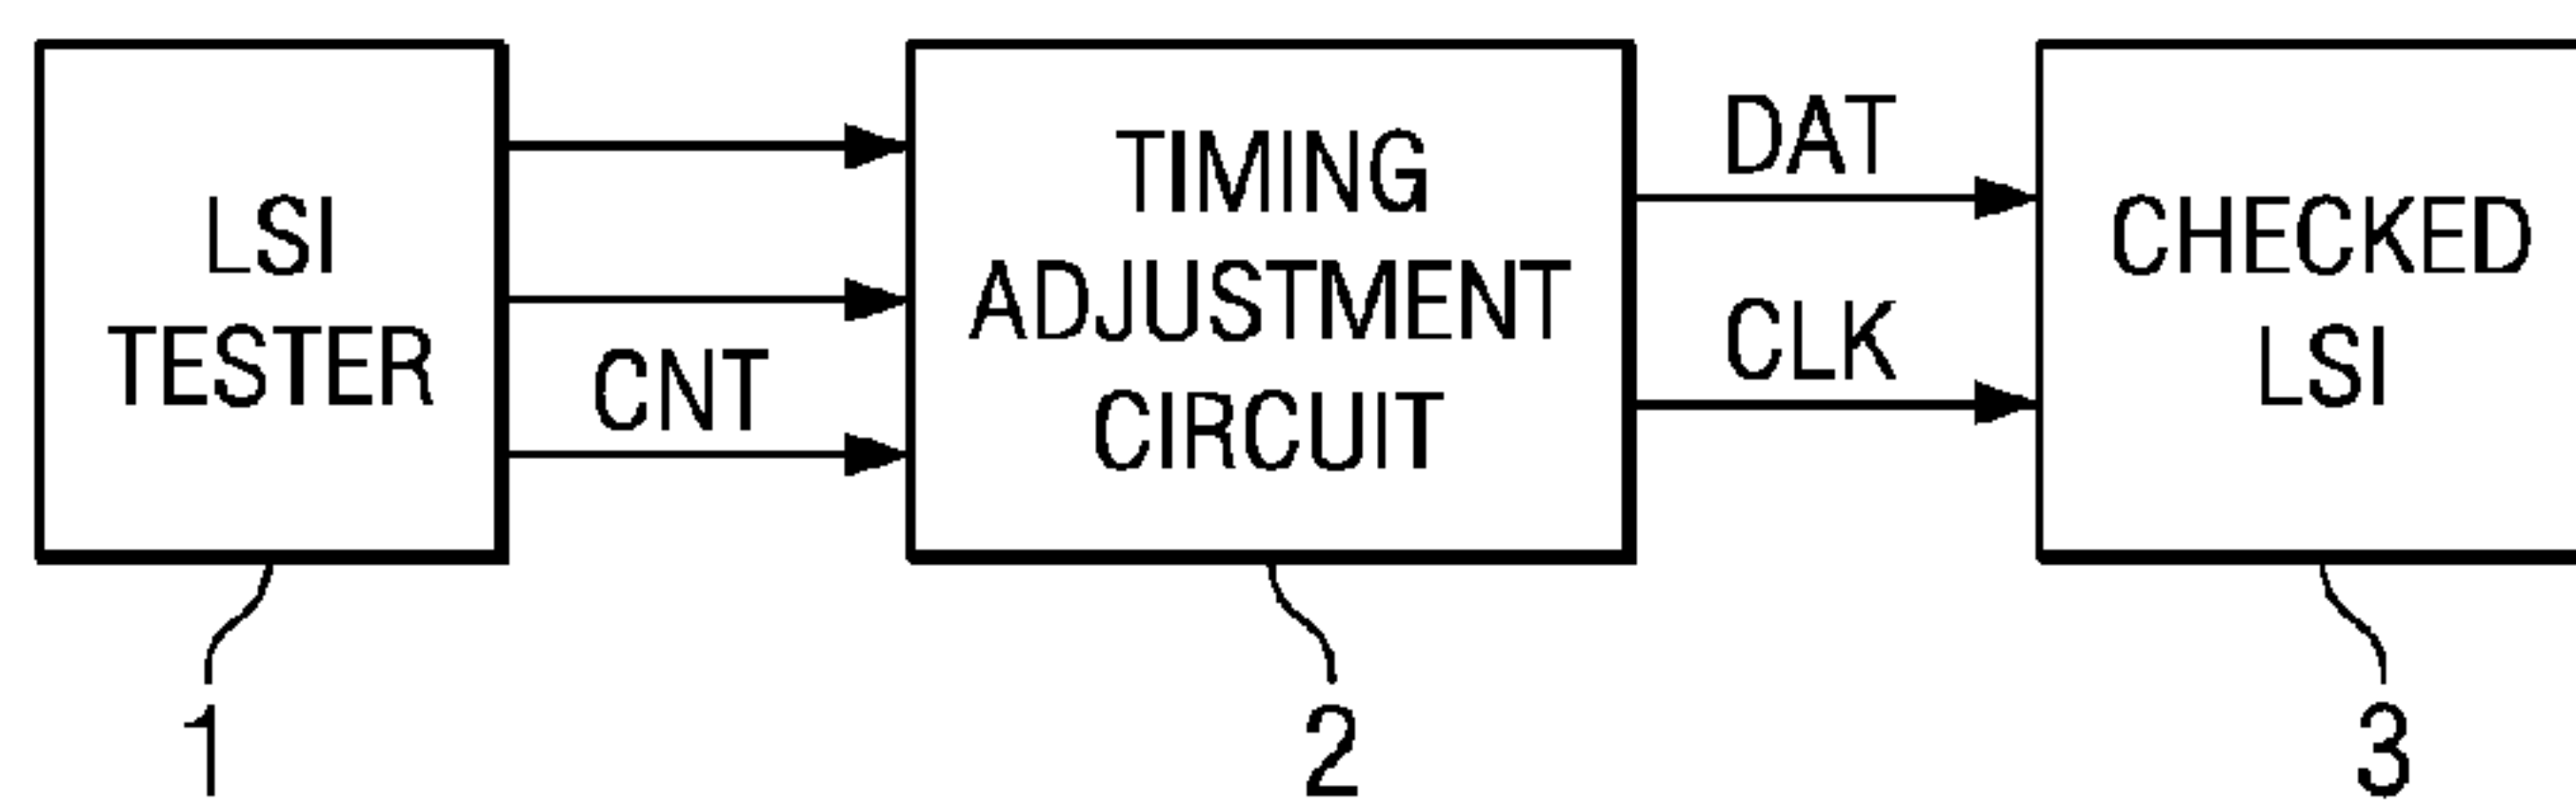 LSI
TESTER
CNT
TIMING
ADJUSTMENT
CIRCUIT
DAT
CLK
CHECKED
LSI
1
2
3